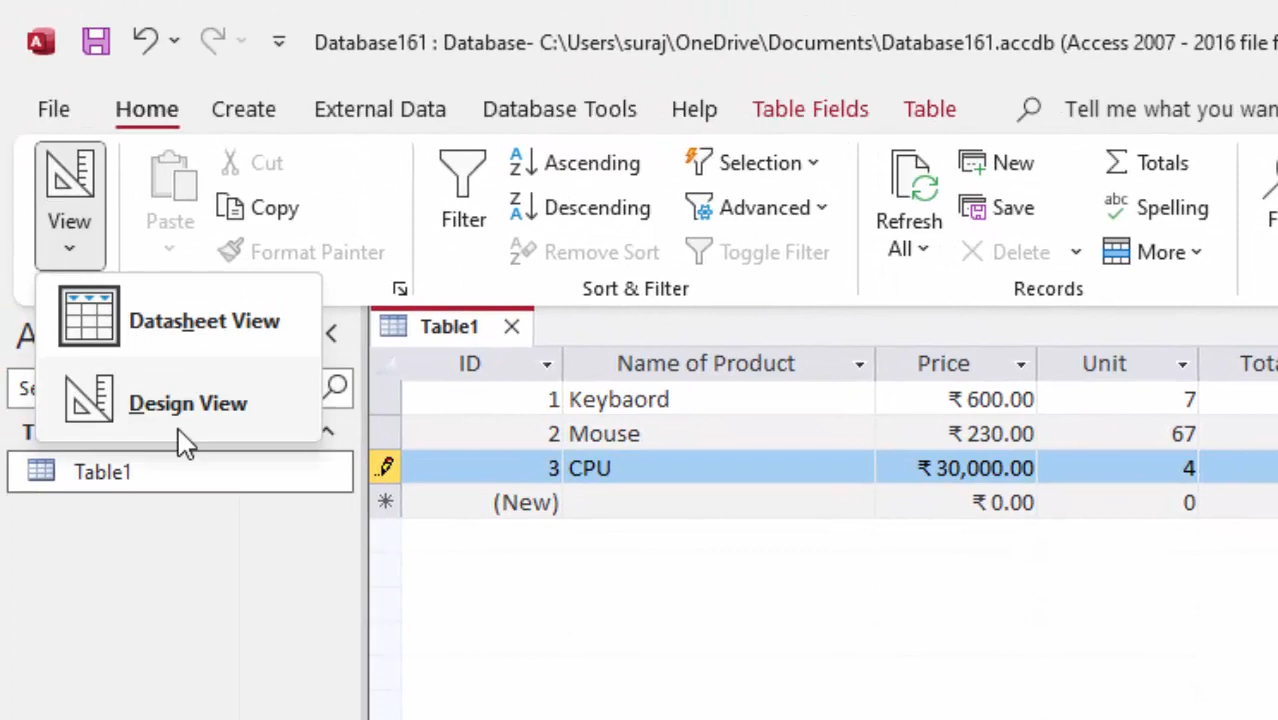 Database161 : Database- C:\Users\suraj\OneDrive\Documents\Database161.accdb (Access 2007 - 2016 file f
File Home Create External Data Database Tools Help Table Fields Table Tell me what you wan
View Paste Cut Copy Format Painter
Filter Ascending Descending Remove Sort Selection Advanced Toggle Filter
Sort & Filter
Refresh All New Save Delete Totals Spelling More
Records
Datasheet View
Design View
Table1
Table1
ID Name of Product Price Unit
1 Keybaord ₹ 600.00 7
2 Mouse ₹ 230.00 67
3 CPU ₹ 30,000.00 4
(New) ₹ 0.00 0